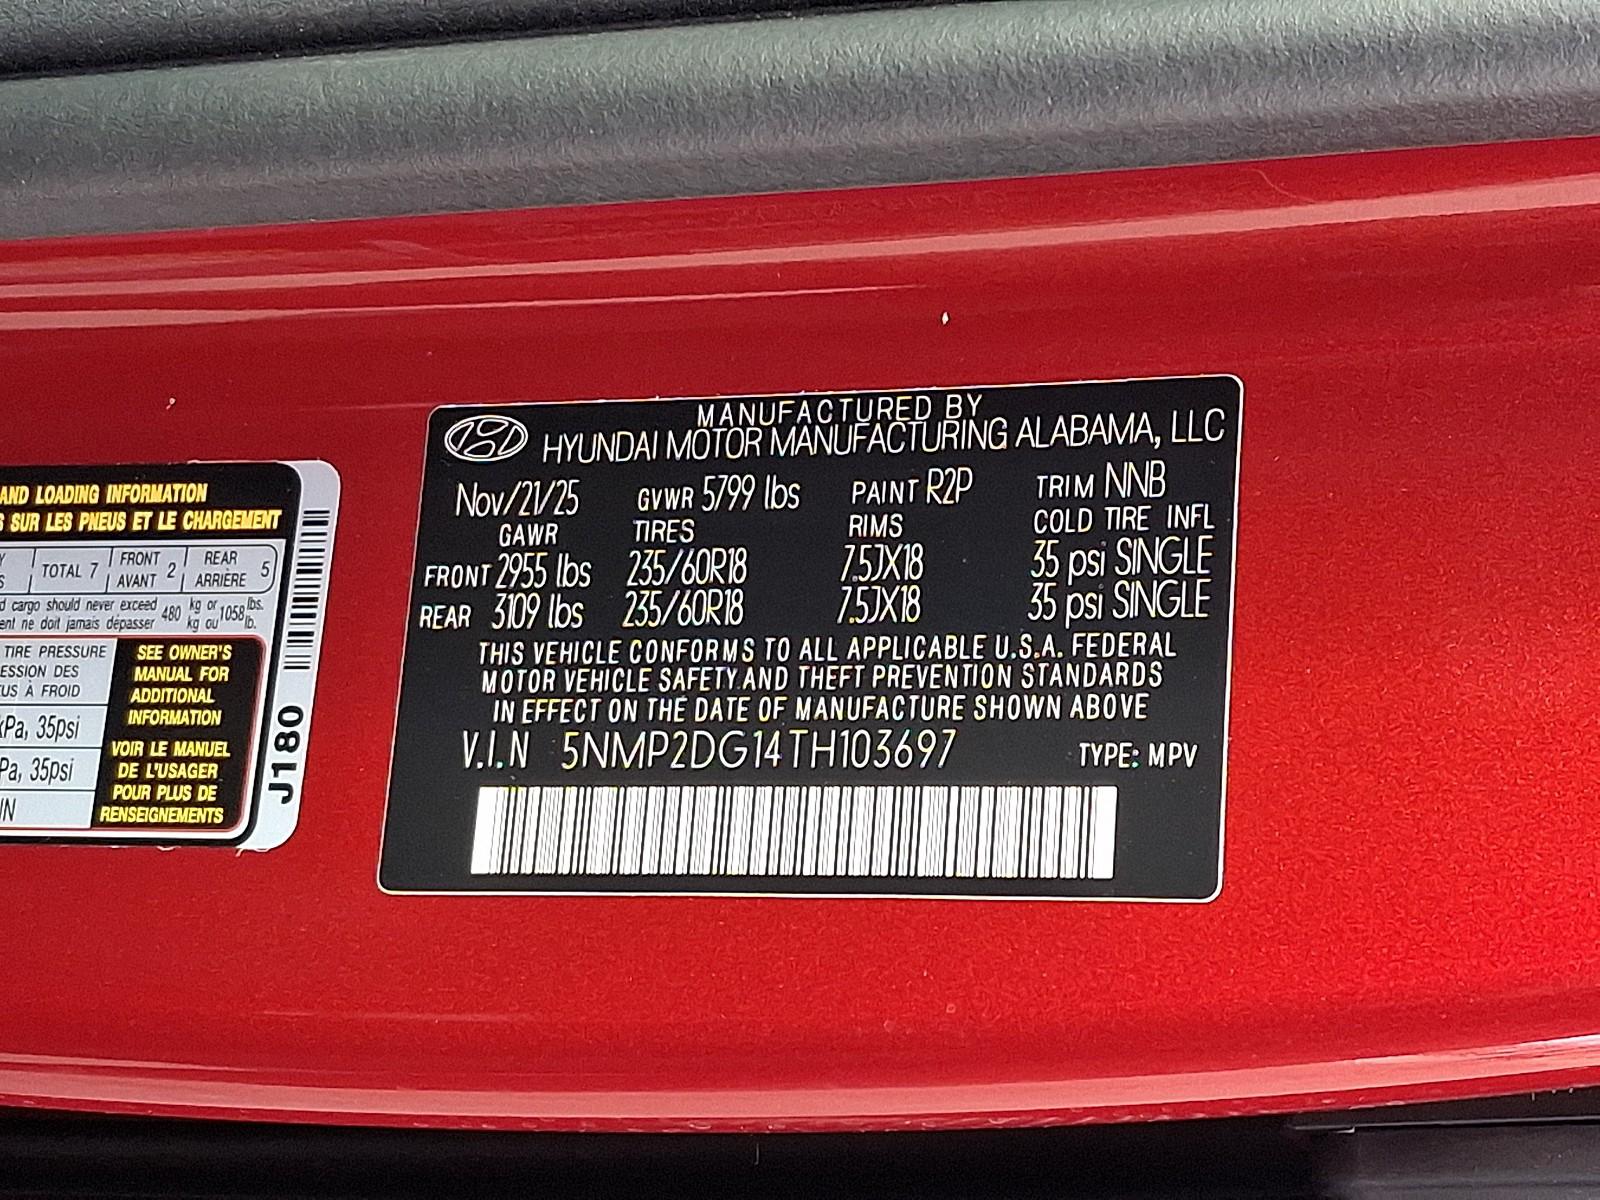 AND LOADING INFORMATION
SUR LES PNEUS ET LE CHARGEMENT
TOTAL 7
FRONT
AVANT 2
REAR
ARRIÈRE 5
cargo should never exceed 480 kg or 1058 lbs.
ne doit jamais dépasser kg ou lb.
TIRE PRESSURE
DES
À FROID
kPa, 35psi
35psi
SEE OWNER'S
MANUAL FOR
ADDITIONAL
INFORMATION
VOIR LE MANUEL
DE L'USAGER
POUR PLUS DE
RENSEIGNEMENTS
J180
MANUFACTURED BY
HYUNDAI MOTOR MANUFACTURING ALABAMA, LLC
Nov/21/25 GVWR 5799 lbs PAINT R2P TRIM NNB
GAWR TIRES RIMS COLD TIRE INFL
FRONT 2955 lbs 235/60R18 7.5JX18 35 psi SINGLE
REAR 3109 lbs 235/60R18 7.5JX18 35 psi SINGLE
THIS VEHICLE CONFORMS TO ALL APPLICABLE U.S.A. FEDERAL
MOTOR VEHICLE SAFETY AND THEFT PREVENTION STANDARDS
IN EFFECT ON THE DATE OF MANUFACTURE SHOWN ABOVE
V.I.N 5NMP2DG14TH103697 TYPE: MPV